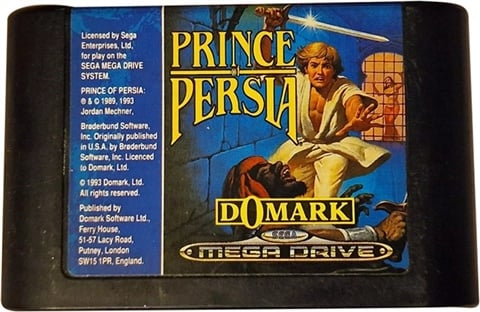 Licensed by Sega
Enterprises, Ltd.
for play on the
SEGA MEGA DRIVE
SYSTEM.
PRINCE OF PERSIA:
® & © 1989, 1993
Jordan Mechner,
Brøderbund Software,
Inc. Originally published
in U.S.A. by Brøderbund
Software, Inc. Licenced
to Domark, Ltd.
© 1993 Domark, Ltd.
All rights reserved.
Published by
Domark Software Ltd.,
Ferry House,
51-57 Lacy Road,
Putney, London
SW15 1PR, England.
PRINCE
OF
PERSIA
DOMARK
SEGA
MEGA DRIVE